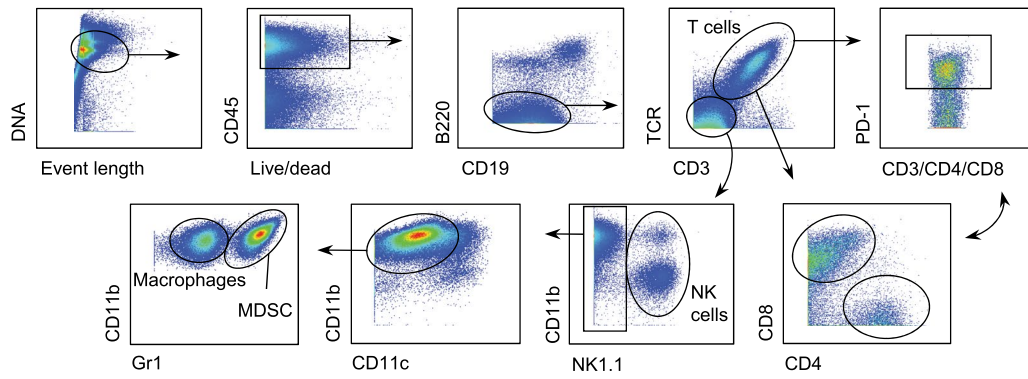 DNA
Event length
CD45
Live/dead
B220
CD19
T cells
TCR
CD3
PD-1
CD3/CD4/CD8
Macrophages
MDSC
CD11b
Gr1
CD11b
CD11c
NK
cells
CD11b
NK1.1
CD8
CD4